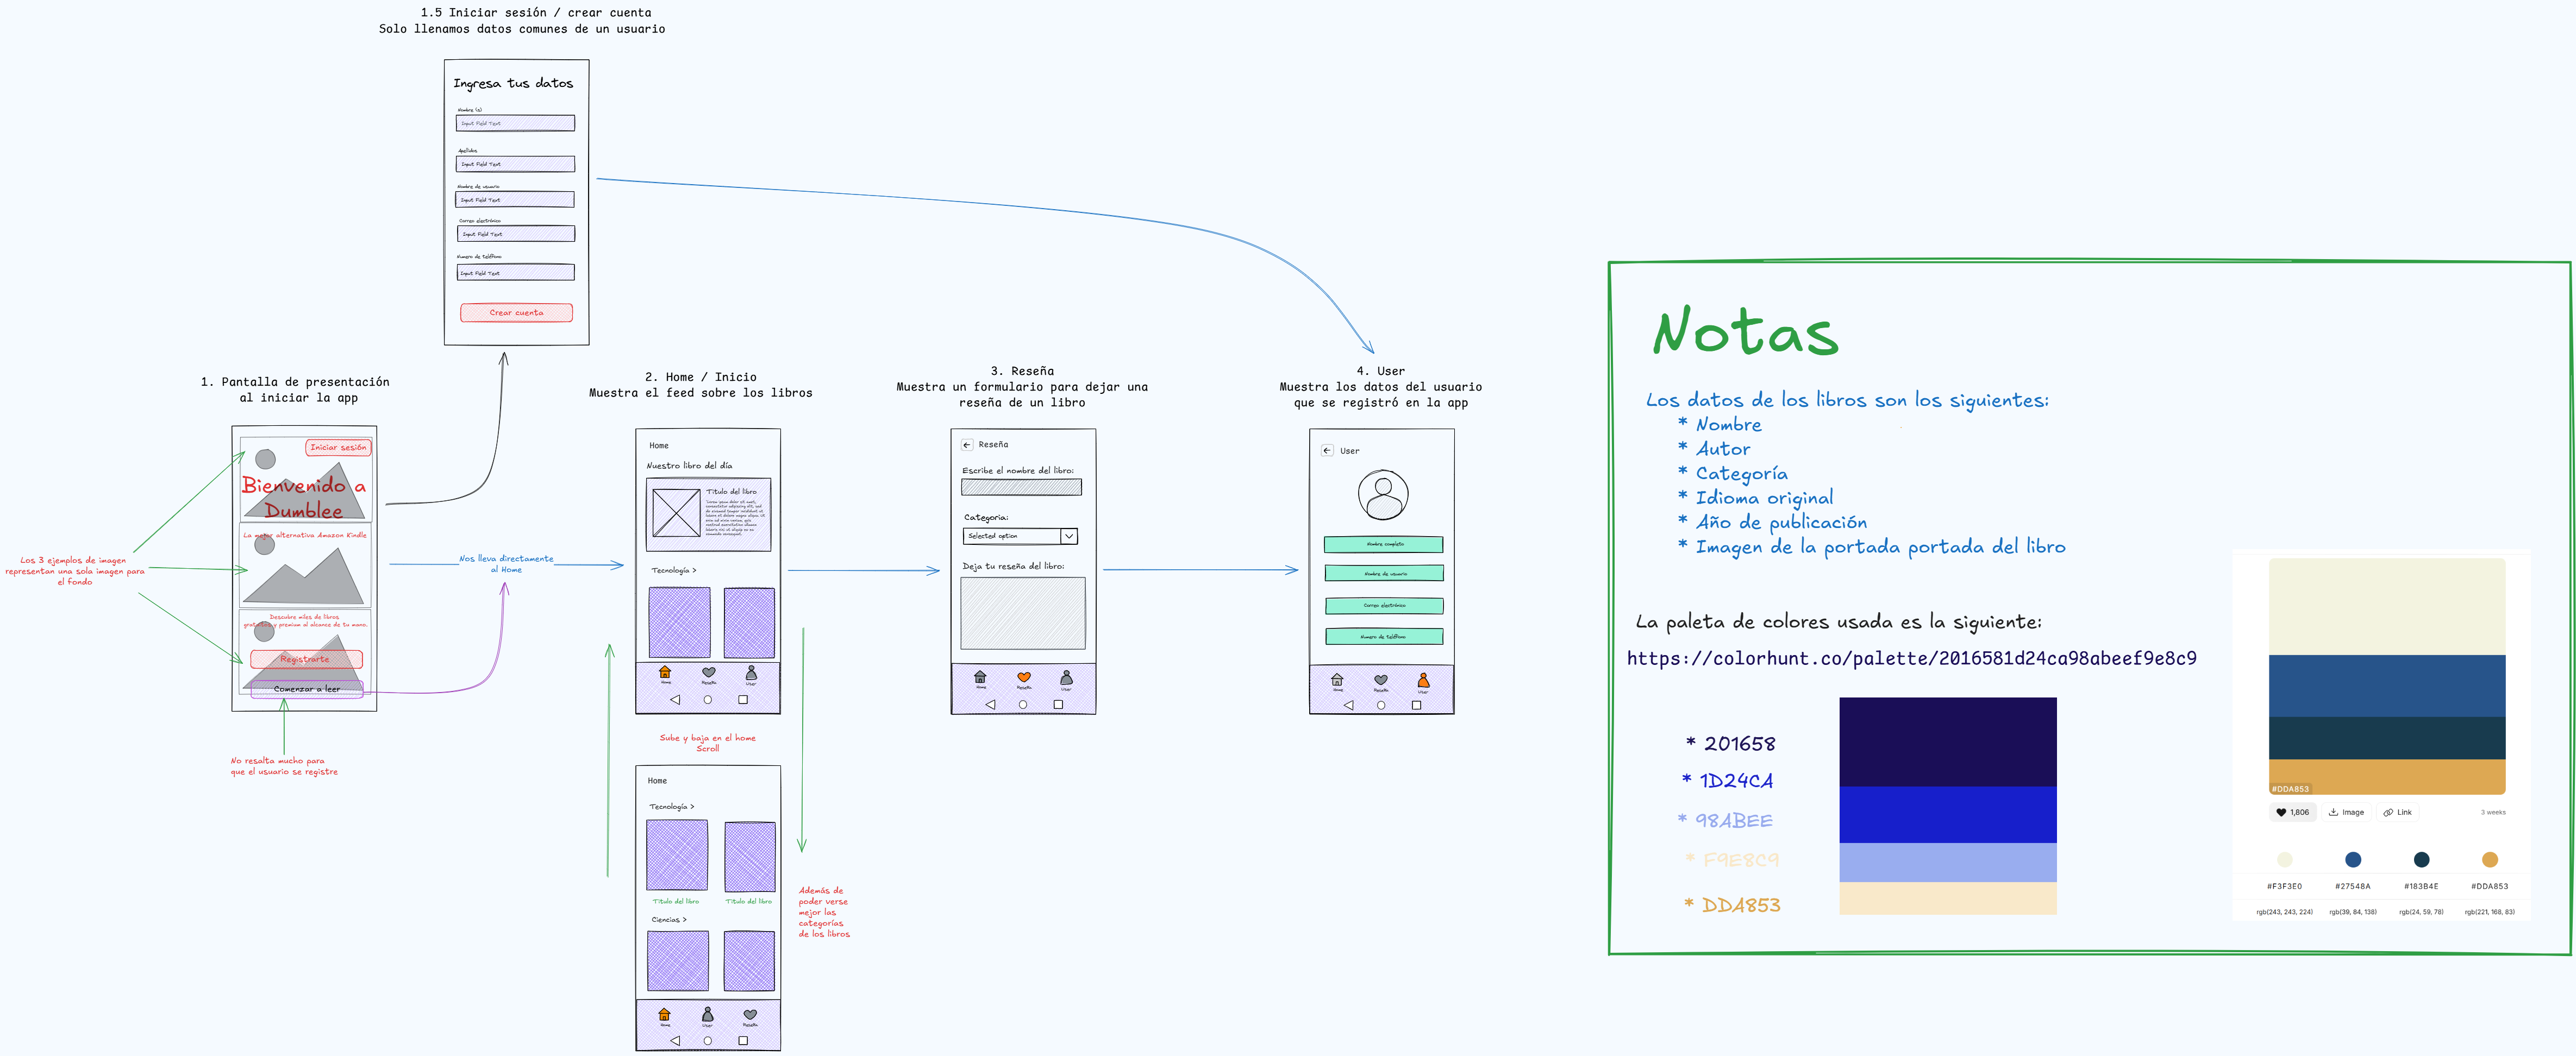 1.5 Iniciar sesión / crear cuenta
Solo llenamos datos comunes de un usuario
Ingresa tus datos
Nombre (s)
Input Field Text
Apellidos
Input Field Text
Nombre de usuario
Input Field Text
Correo electrónico
Input Field Text
Numero de teléfono
Input Field Text
Crear cuenta
1. Pantalla de presentación
al iniciar la app
Iniciar sesión
Bienvenido a
Dumblee
La mejor alternativa Amazon Kindle
Descubre miles de libros
gratuitos y premium al alcance de tu mano.
Registrarte
Comenzar a leer
Los 3 ejemplos de imagen
representan una sola imagen para
el fondo
No resalta mucho para
que el usuario se registre
Nos lleva directamente
al Home
2. Home / Inicio
Muestra el feed sobre los libros
Home
Nuestro libro del día
Titulo del libro
Tecnología >
Home
Reseña
User
Sube y baja en el home
Scroll
Home
Tecnología >
Titulo del libro
Titulo del libro
Ciencias >
Home
User
Reseña
Además de
poder verse
mejor las
categorías
de los libros
3. Reseña
Muestra un formulario para dejar una
reseña de un libro
Reseña
Escribe el nombre del libro:
Categoria:
Selected option
Deja tu reseña del libro:
Home
Reseña
User
4. User
Muestra los datos del usuario
que se registró en la app
User
Nombre completo
Nombre de usuario
Correo electrónico
Numero de teléfono
Home
Reseña
User
Notas
Los datos de los libros son los siguientes:
* Nombre
* Autor
* Categoría
* Idioma original
* Año de publicación
* Imagen de la portada portada del libro
La paleta de colores usada es la siguiente:
https://colorhunt.co/palette/2016581d24ca98abeef9e8c9
* 201658
* 1D24CA
* 98ABEE
* F9E8C9
* DDA853
#DDA853
1,806
Image
Link
3 weeks
#F3F3E0
#27548A
#183B4E
#DDA853
rgb(243, 243, 224)
rgb(39, 84, 138)
rgb(24, 59, 78)
rgb(221, 168, 83)